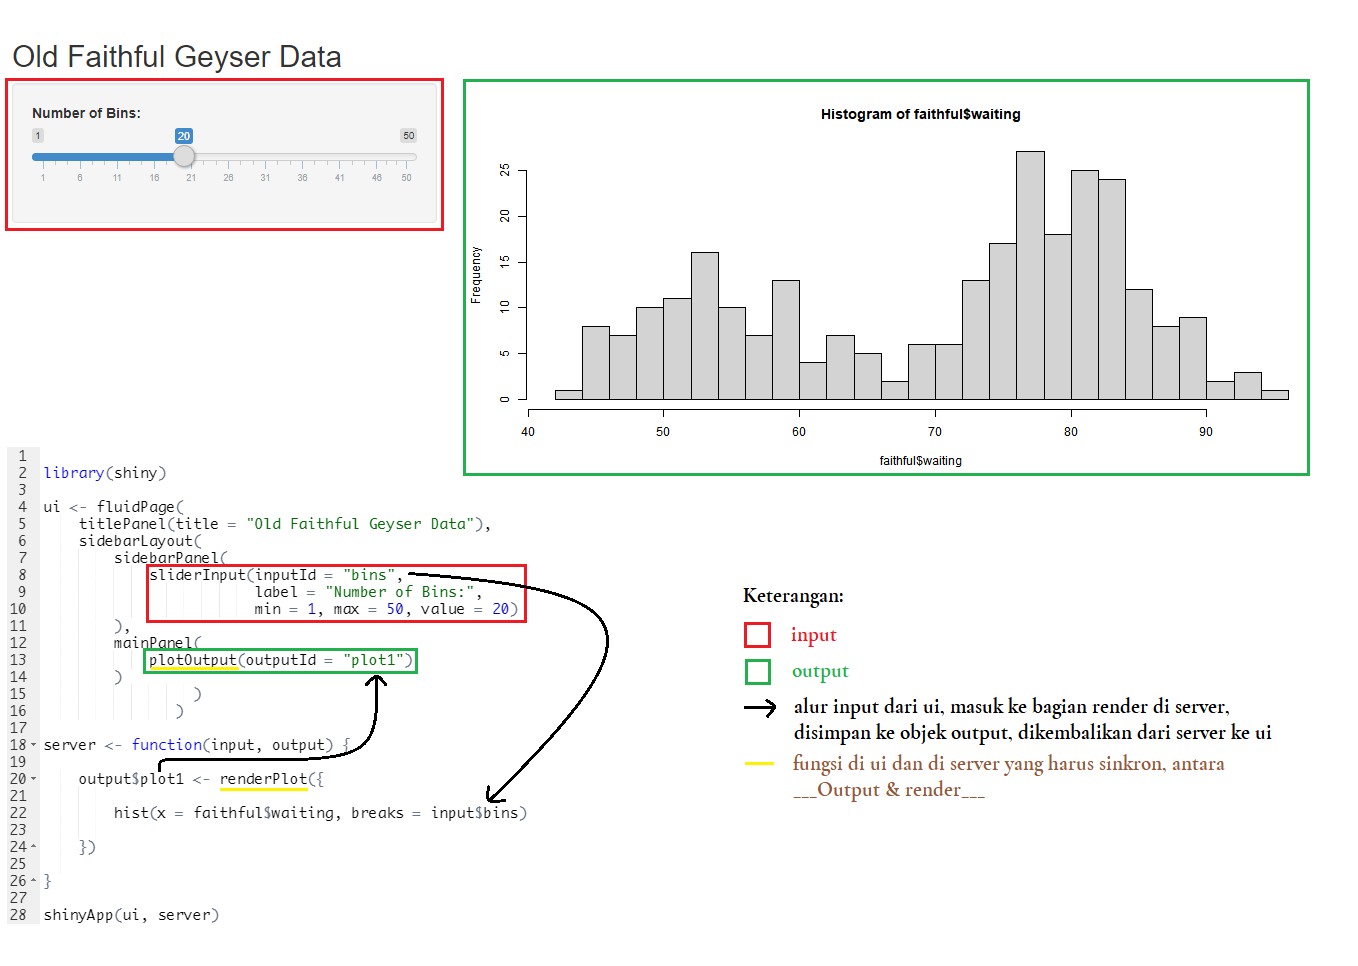 Old Faithful Geyser Data
Number of Bins:
1 20 50
1 6 11 16 21 26 31 36 41 46 50
Histogram of faithful$waiting
Frequency
25
20
15
10
5
0
40 50 60 70 80 90
faithful$waiting
1
2 library(shiny)
3
4 ui <- fluidPage(
5 titlePanel(title = "Old Faithful Geyser Data"),
6 sidebarLayout(
7 sidebarPanel(
8 sliderInput(inputId = "bins",
9 label = "Number of Bins:",
10 min = 1, max = 50, value = 20)
11 ),
12 mainPanel(
13 plotOutput(outputId = "plot1")
14 )
15 )
16 )
17
18 server <- function(input, output) {
19
20 output$plot1 <- renderPlot({
21
22 hist(x = faithful$waiting, breaks = input$bins)
23
24 })
25
26 }
27
28 shinyApp(ui, server)
Keterangan:
input
output
alur input dari ui, masuk ke bagian render di server,
disimpan ke objek output, dikembalikan dari server ke ui
fungsi di ui dan di server yang harus sinkron, antara
___Output & render___